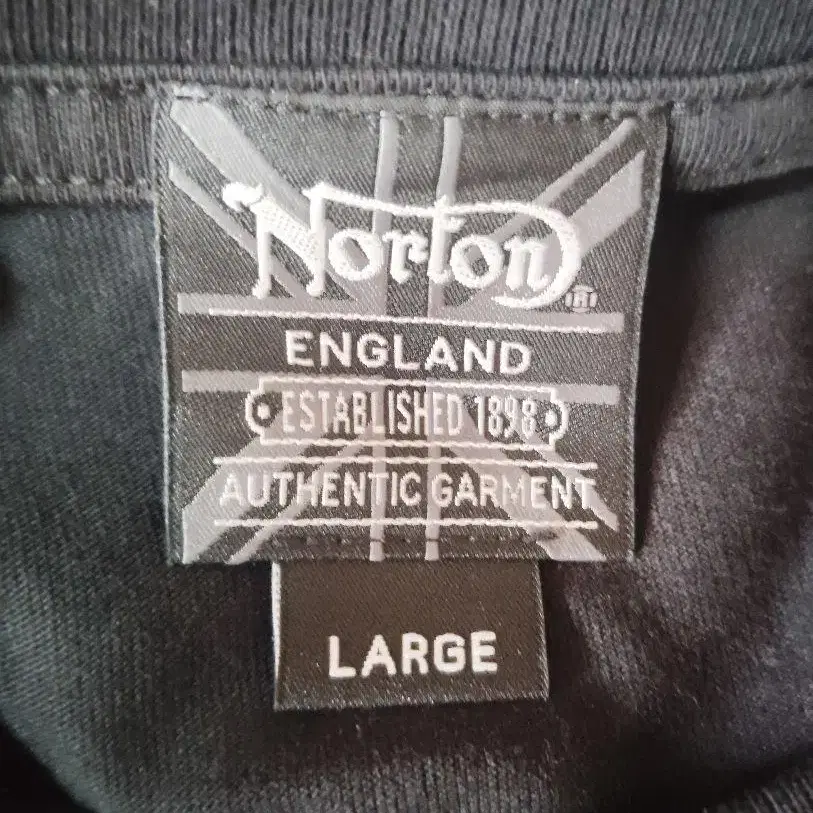 Norton®
ENGLAND
ESTABLISHED 1898
AUTHENTIC GARMENT
LARGE